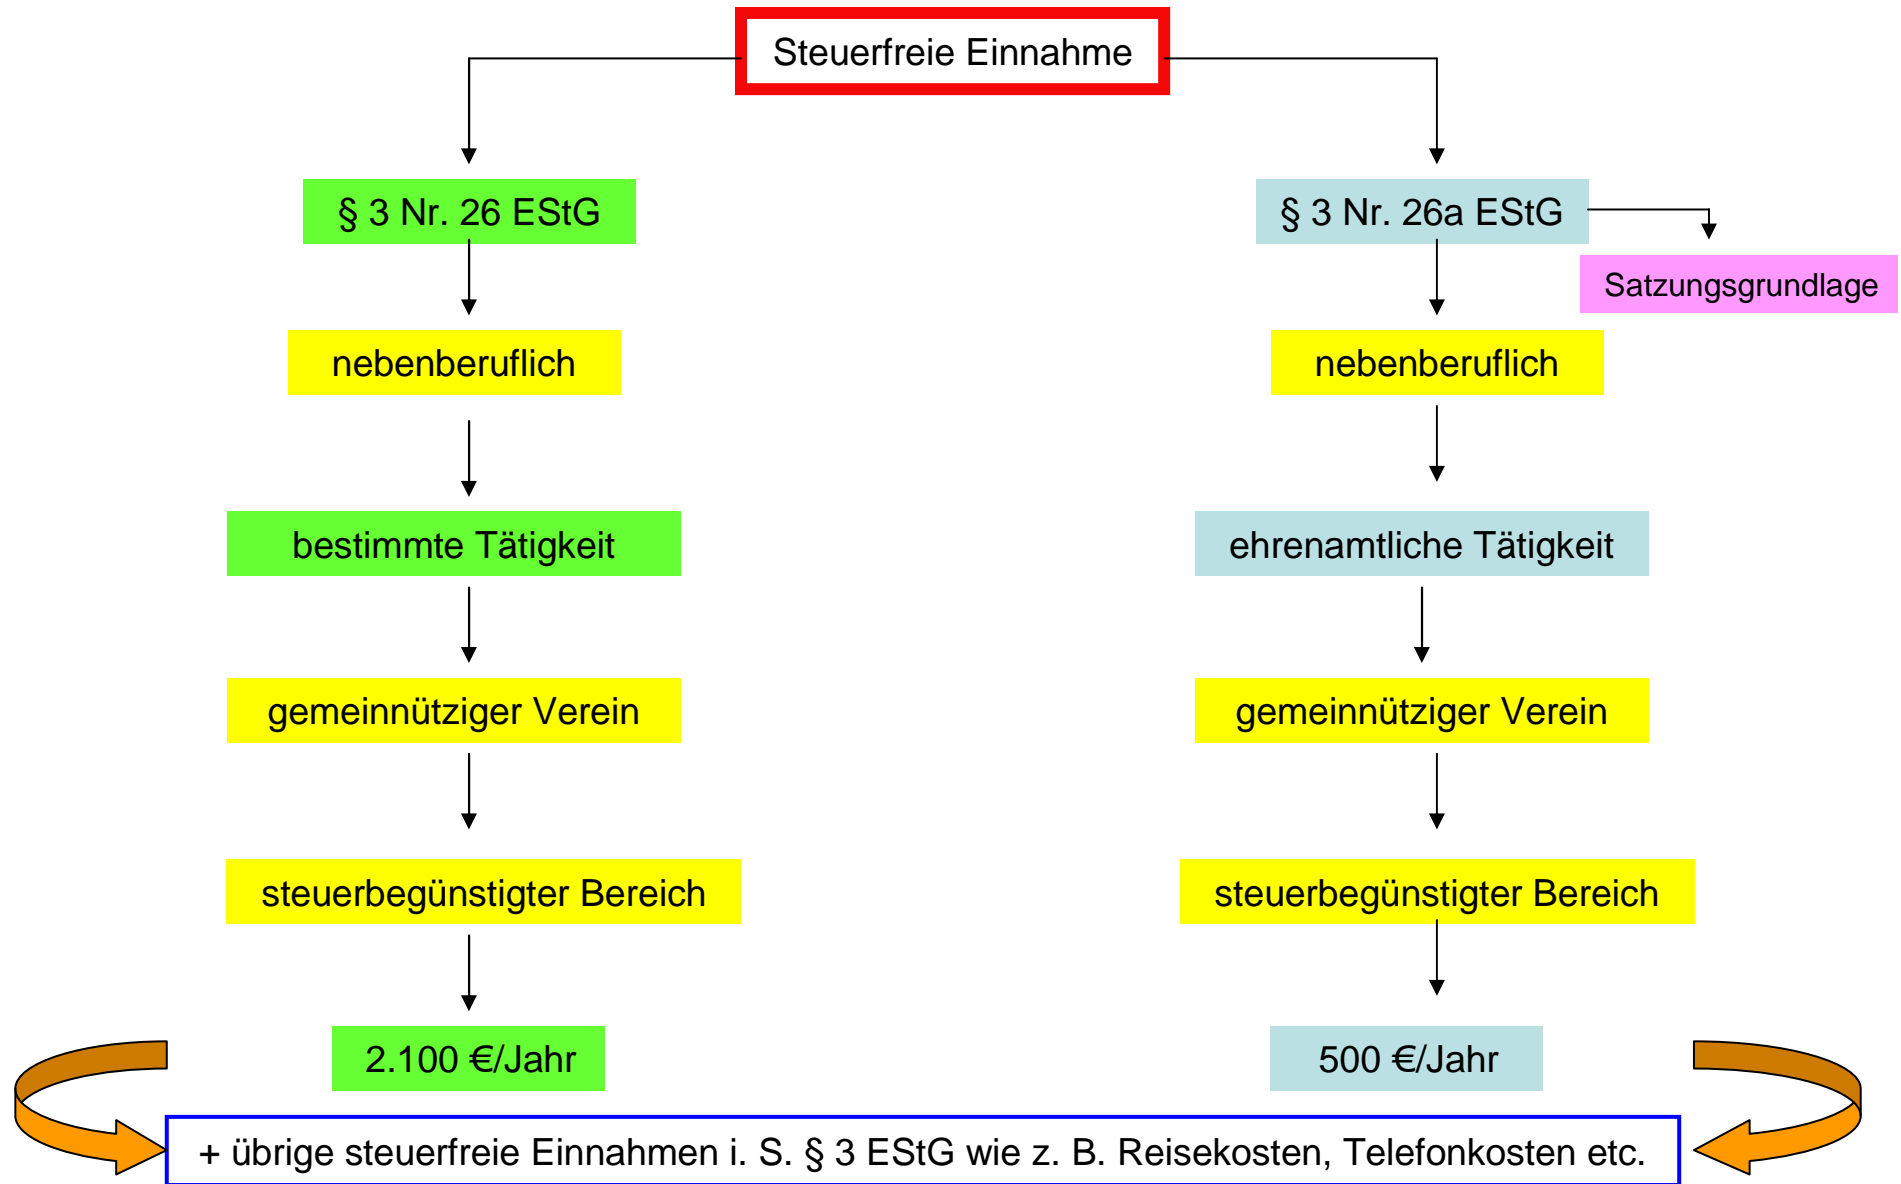 Steuerfreie Einnahme
§ 3 Nr. 26 EStG
§ 3 Nr. 26a EStG
Satzungsgrundlage
nebenberuflich
nebenberuflich
bestimmte Tätigkeit
ehrenamtliche Tätigkeit
gemeinnütziger Verein
gemeinnütziger Verein
steuerbegünstigter Bereich
steuerbegünstigter Bereich
2.100 €/Jahr
500 €/Jahr
+ übrige steuerfreie Einnahmen i. S. § 3 EStG wie z. B. Reisekosten, Telefonkosten etc.